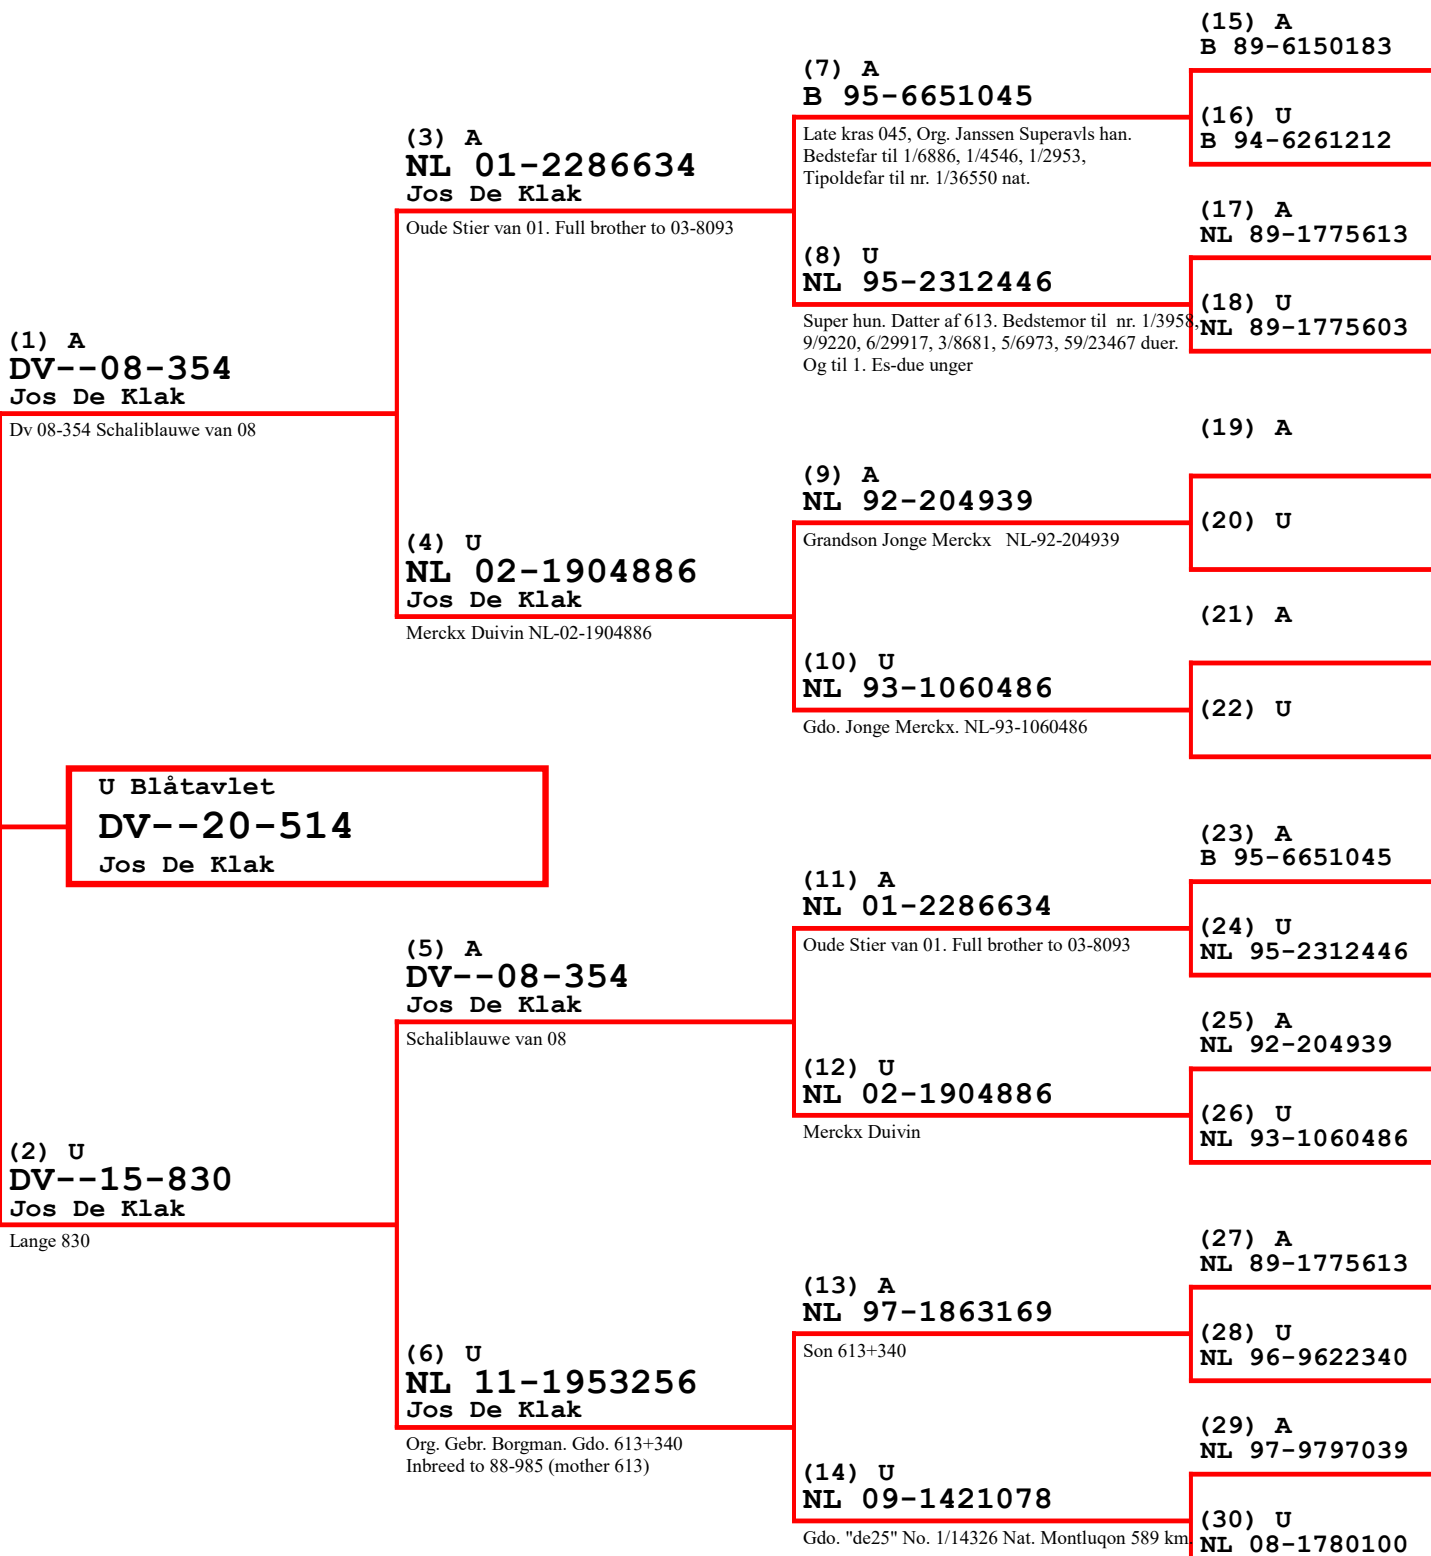 (1) A
DV--08-354
Jos De Klak
Dv 08-354 Schaliblauwe van 08
U Blåtavlet
DV--20-514
Jos De Klak
(2) U
DV--15-830
Jos De Klak
Lange 830
(3) A
NL 01-2286634
Jos De Klak
Oude Stier van 01. Full brother to 03-8093
(4) U
NL 02-1904886
Jos De Klak
Merckx Duivin NL-02-1904886
(5) A
DV--08-354
Jos De Klak
Schaliblauwe van 08
(6) U
NL 11-1953256
Jos De Klak
Org. Gebr. Borgman. Gdo. 613+340
Inbreed to 88-985 (mother 613)
(7) A
B 95-6651045
Late kras 045, Org. Janssen Superavls han.
Bedstefar til 1/6886, 1/4546, 1/2953,
Tipoldefar til nr. 1/36550 nat.
(8) U
NL 95-2312446
Super hun. Datter af 613. Bedstemor til nr. 1/3958,
9/9220, 6/29917, 3/8681, 5/6973, 59/23467 duer.
Og til 1. Es-due unger
(9) A
NL 92-204939
Grandson Jonge Merckx NL-92-204939
(10) U
NL 93-1060486
Gdo. Jonge Merckx. NL-93-1060486
(11) A
NL 01-2286634
Oude Stier van 01. Full brother to 03-8093
(12) U
NL 02-1904886
Merckx Duivin
(13) A
NL 97-1863169
Son 613+340
(14) U
NL 09-1421078
Gdo. "de25" No. 1/14326 Nat. Montluqon 589 km.
(15) A
B 89-6150183
(16) U
B 94-6261212
(17) A
NL 89-1775613
(18) U
NL 89-1775603
(19) A
(20) U
(21) A
(22) U
(23) A
B 95-6651045
(24) U
NL 95-2312446
(25) A
NL 92-204939
(26) U
NL 93-1060486
(27) A
NL 89-1775613
(28) U
NL 96-9622340
(29) A
NL 97-9797039
(30) U
NL 08-1780100